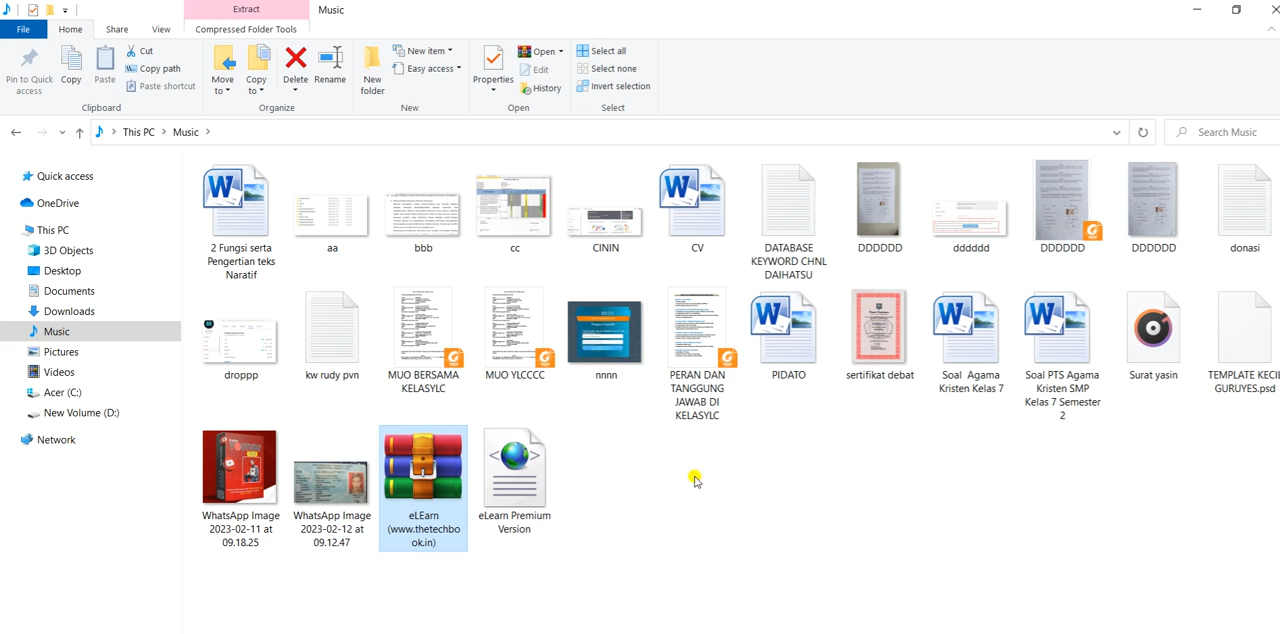 Extract
Music
File
Home
Share
View
Compressed Folder Tools
Pin to Quick access
Copy
Paste
Cut
Copy path
Paste shortcut
Clipboard
Move to
Copy to
Delete
Rename
Organize
New folder
New item
Easy access
New
Properties
Open
Edit
History
Open
Select all
Select none
Invert selection
Select
This PC
Music
Search Music
Quick access
OneDrive
This PC
3D Objects
Desktop
Documents
Downloads
Music
Pictures
Videos
Acer (C:)
New Volume (D:)
Network
2 Fungsi serta
Pengertian teks
Naratif
aa
bbb
cc
CININ
CV
DATABASE
KEYWORD CHNL
DAIHATSU
DDDDDD
dddddd
DDDDDD
DDDDDD
donasi
droppp
kw rudy pvn
MUO BERSAMA
KELASYLC
MUO YLCCCC
nnnn
PERAN DAN
TANGGUNG
JAWAB DI
KELASYLC
PIDATO
sertifikat debat
Soal Agama
Kristen Kelas 7
Soal PTS Agama
Kristen SMP
Kelas 7 Semester
2
Surat yasin
TEMPLATE KECIL
GURUYES.psd
WhatsApp Image
2023-02-11 at
09.18.25
WhatsApp Image
2023-02-12 at
09.12.47
eLEarn
(www.thetechbo
ok.in)
eLearn Premium
Version